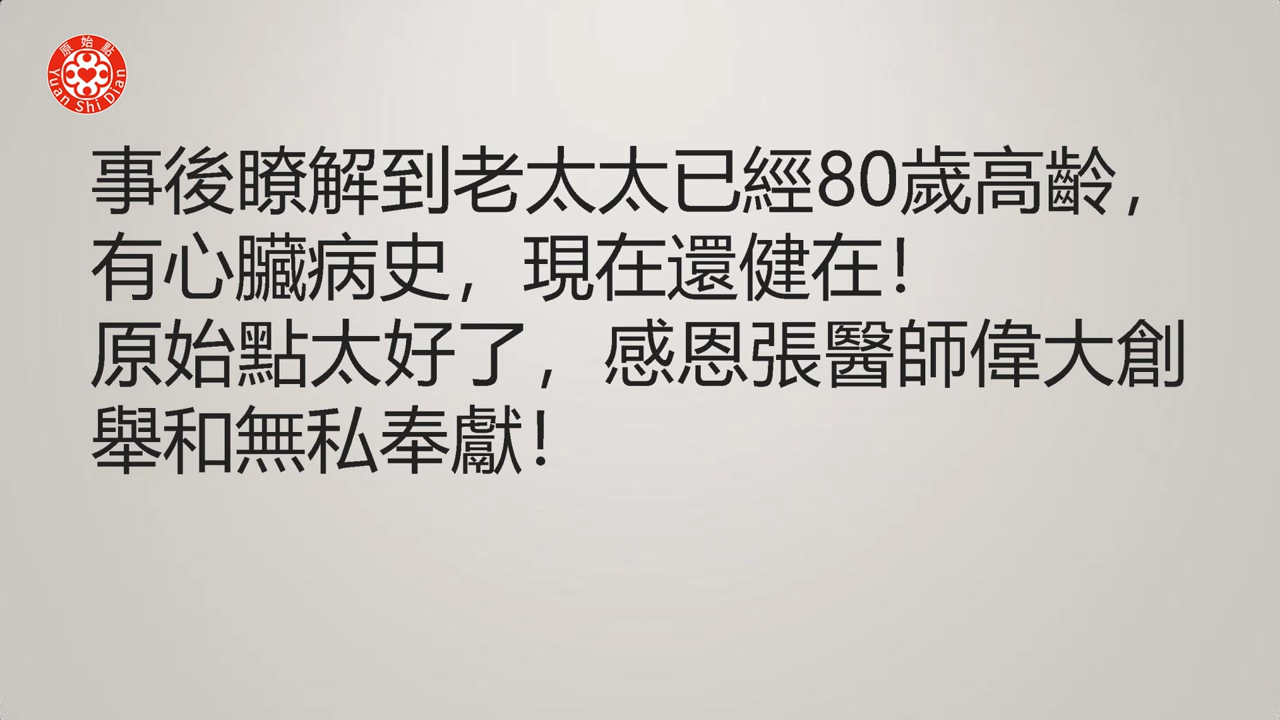 原始點
Yuan Shi Dian
事後瞭解到老太太已經80歲高齡，
有心臟病史，現在還健在！
原始點太好了，感恩張醫師偉大創
舉和無私奉獻！